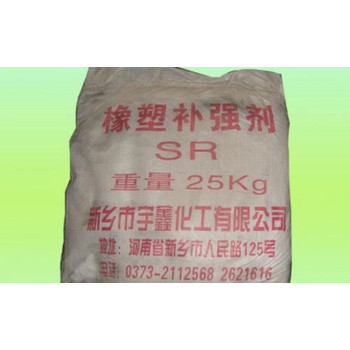 橡塑补强剂
SR
重量 25Kg
新乡市宇鑫化工有限公司
地址: 河南省新乡市人民路125号
电话: 0373-2112568 2621616